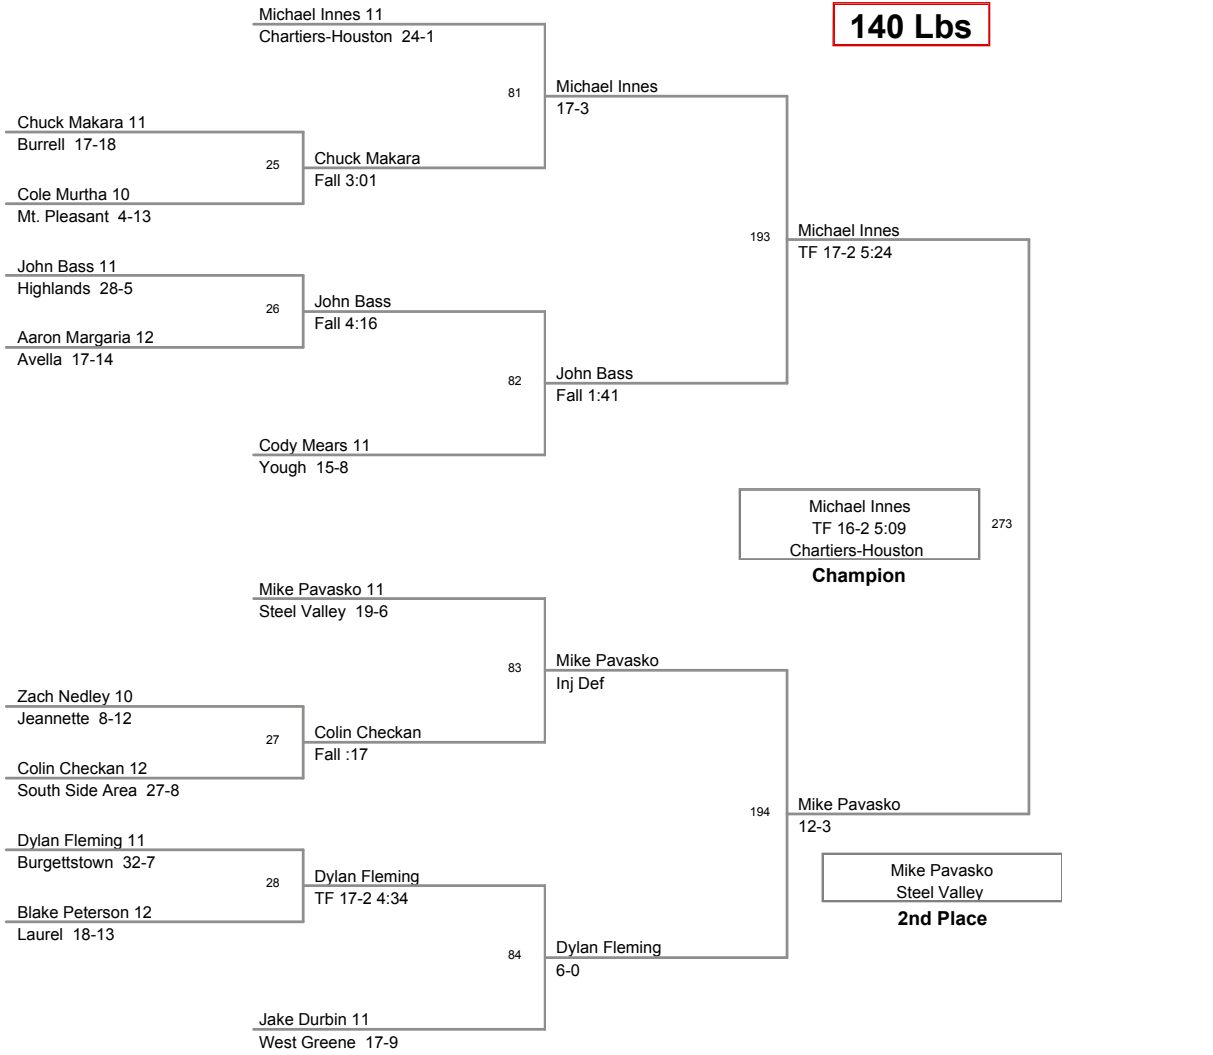 Michael Innes 11
Chartiers-Houston 24-1
140 Lbs
81
Michael Innes
17-3
Chuck Makara 11
Burrell 17-18
25
Chuck Makara
Fall 3:01
Cole Murtha 10
Mt. Pleasant 4-13
193
Michael Innes
TF 17-2 5:24
John Bass 11
Highlands 28-5
26
John Bass
Fall 4:16
Aaron Margaria 12
Avella 17-14
82
John Bass
Fall 1:41
Cody Mears 11
Yough 15-8
Michael Innes
TF 16-2 5:09
Chartiers-Houston
273
Champion
Mike Pavasko 11
Steel Valley 19-6
83
Mike Pavasko
Inj Def
Zach Nedley 10
Jeannette 8-12
27
Colin Checkan
Fall :17
Colin Checkan 12
South Side Area 27-8
194
Mike Pavasko
12-3
Dylan Fleming 11
Burgettstown 32-7
28
Dylan Fleming
TF 17-2 4:34
Mike Pavasko
Steel Valley
2nd Place
Blake Peterson 12
Laurel 18-13
84
Dylan Fleming
6-0
Jake Durbin 11
West Greene 17-9